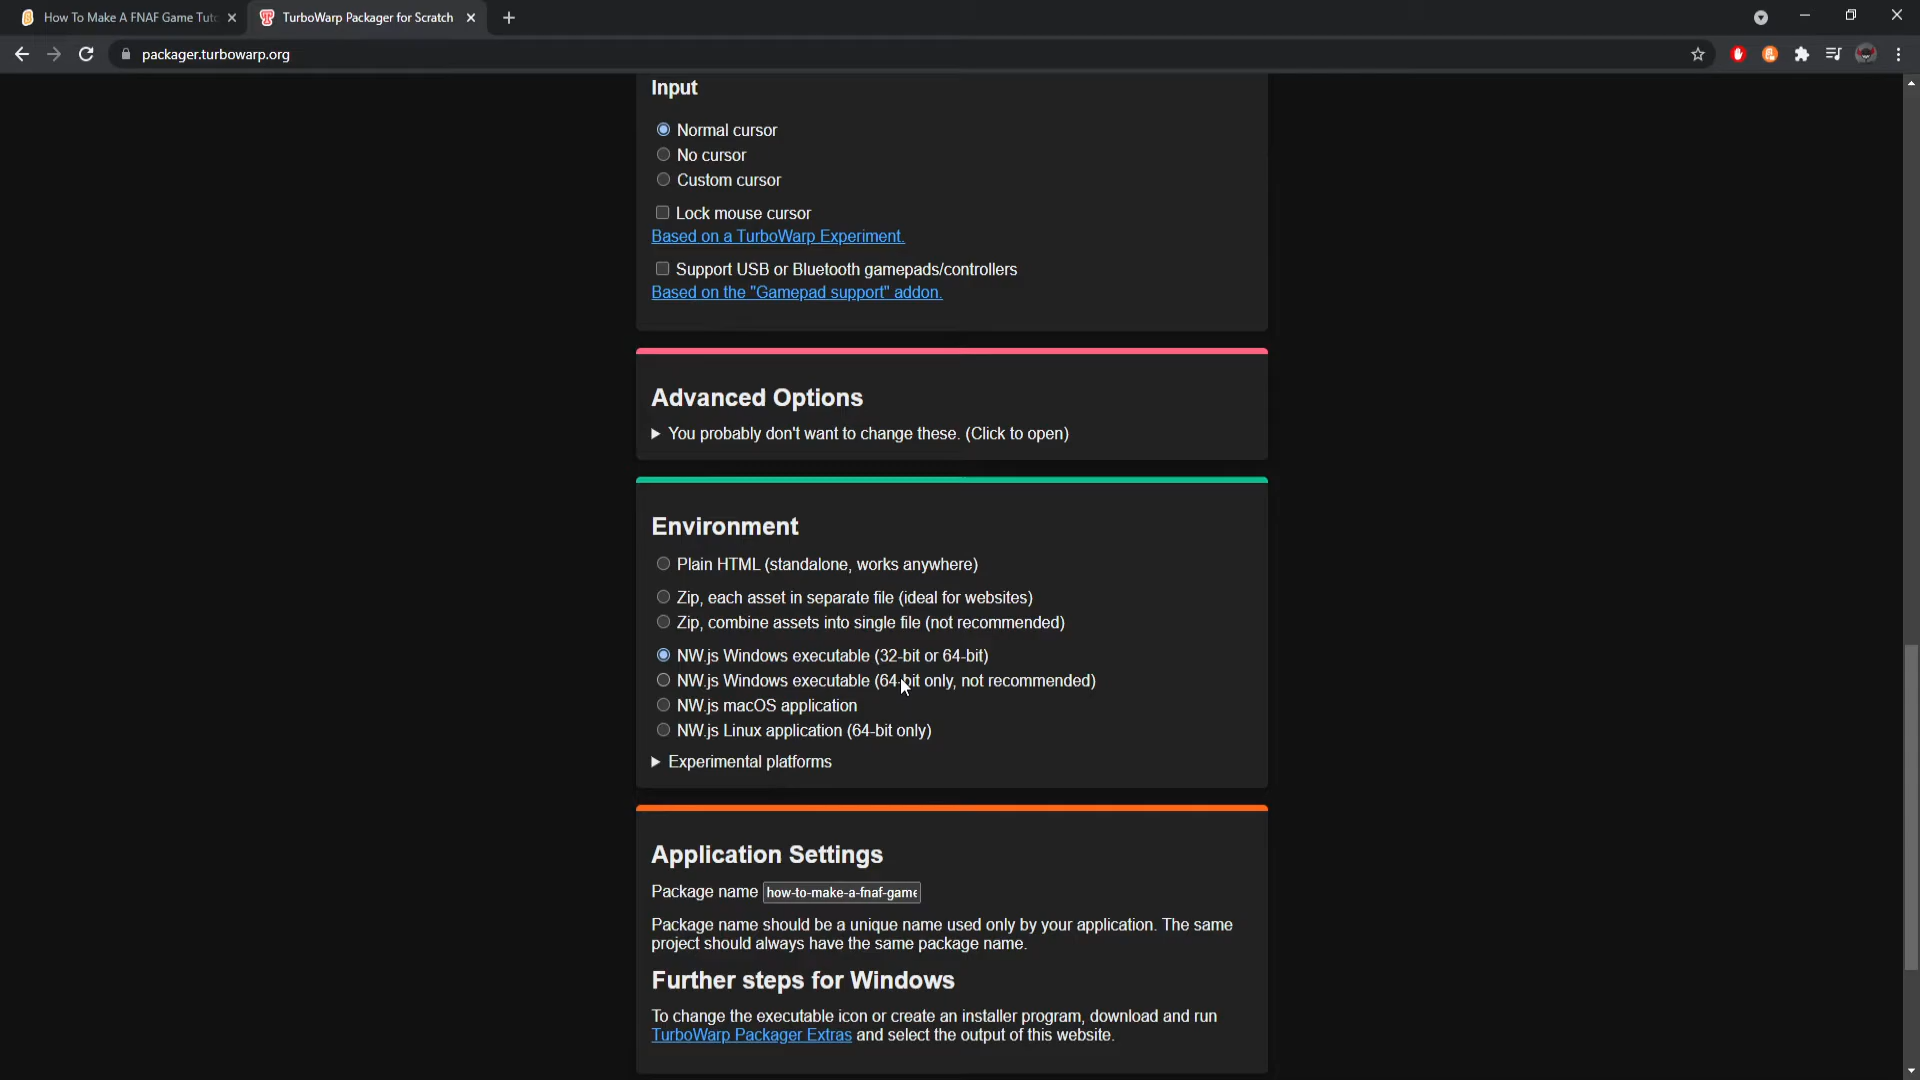 How To Make A FNAF Game Tuto
TurboWarp Packager for Scratch
packager.turbowarp.org
Input
Normal cursor
No cursor
Custom cursor
Lock mouse cursor
Based on a TurboWarp Experiment.
Support USB or Bluetooth gamepads/controllers
Based on the "Gamepad support" addon.
Advanced Options
You probably don't want to change these. (Click to open)
Environment
Plain HTML (standalone, works anywhere)
Zip, each asset in separate file (ideal for websites)
Zip, combine assets into single file (not recommended)
NW.js Windows executable (32-bit or 64-bit)
NW.js Windows executable (64-bit only, not recommended)
NW.js macOS application
NW.js Linux application (64-bit only)
Experimental platforms
Application Settings
Package name how-to-make-a-fnaf-game
Package name should be a unique name used only by your application. The same
project should always have the same package name.
Further steps for Windows
To change the executable icon or create an installer program, download and run
TurboWarp Packager Extras and select the output of this website.